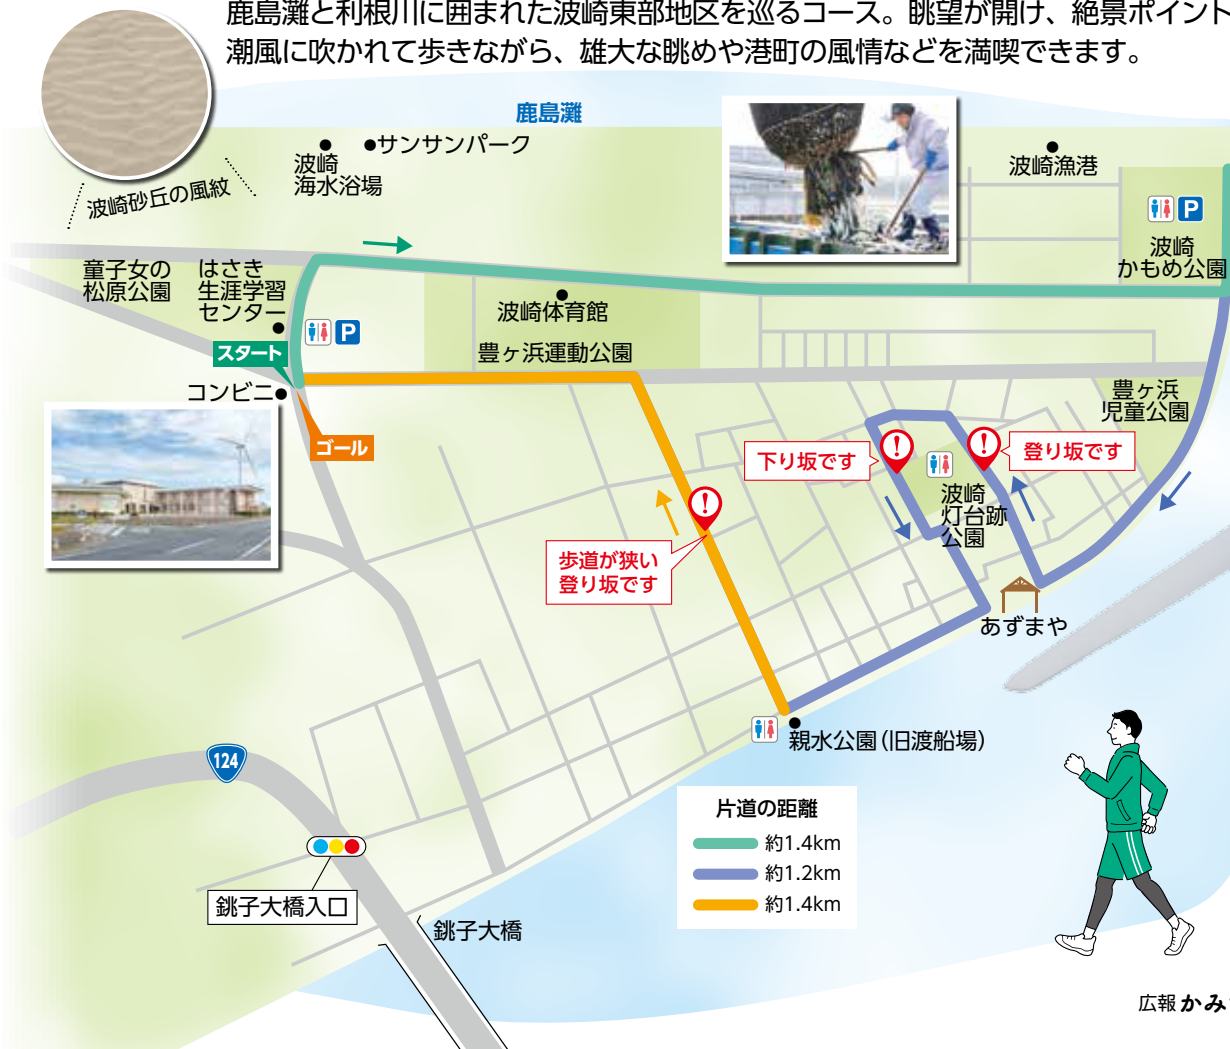 鹿島灘と利根川に囲まれた波崎東部地区を巡るコース。眺望が開け、絶景ポイント
潮風に吹かれて歩きながら、雄大な眺めや港町の風情などを満喫できます。
鹿島灘
波崎
海水浴場
サンサンパーク
波崎砂丘の風紋
波崎漁港
波崎
かもめ公園
P
童子女の
松原公園
はさき
生涯学習
センター
P
スタート
コンビニ
ゴール
波崎体育館
豊ヶ浜運動公園
豊ヶ浜
児童公園
下り坂です
登り坂です
波崎
灯台跡
公園
歩道が狭い
登り坂です
あずまや
親水公園(旧渡船場)
124
銚子大橋入口
銚子大橋
片道の距離
約1.4km
約1.2km
約1.4km
広報かみ